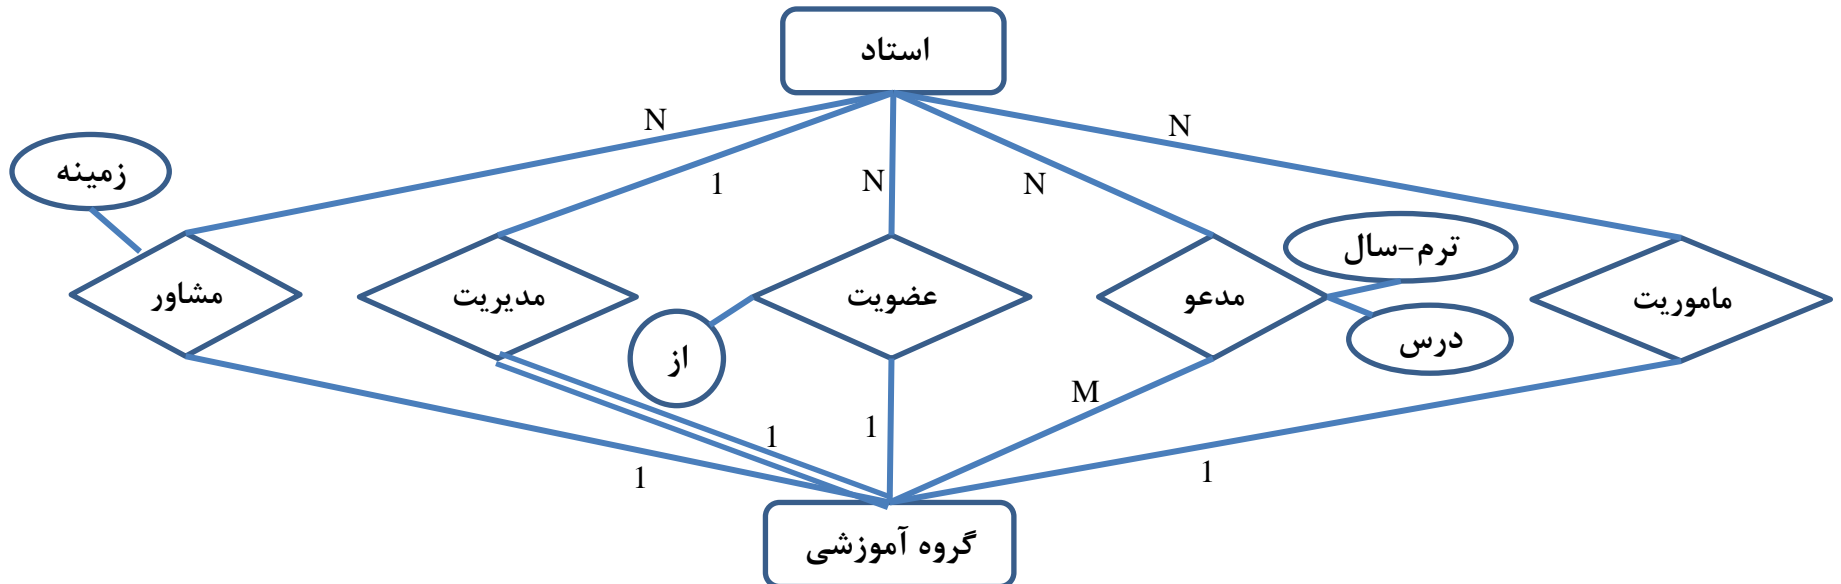 استاد
N
N
1
N
N
زمینه
ترم-سال
مشاور
مدیریت
عضویت
مدعو
ماموریت
از
درس
1
1
1
M
1
گروه آموزشی